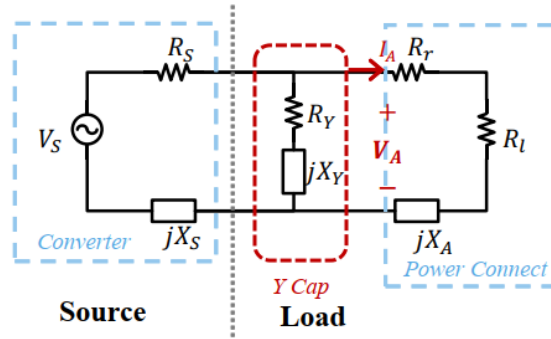 R_S
I_A
R_r
V_S
R_Y
+
V_A
−
R_l
jX_Y
Converter
jX_S
jX_A
Power Connect
Y Cap
Source
Load